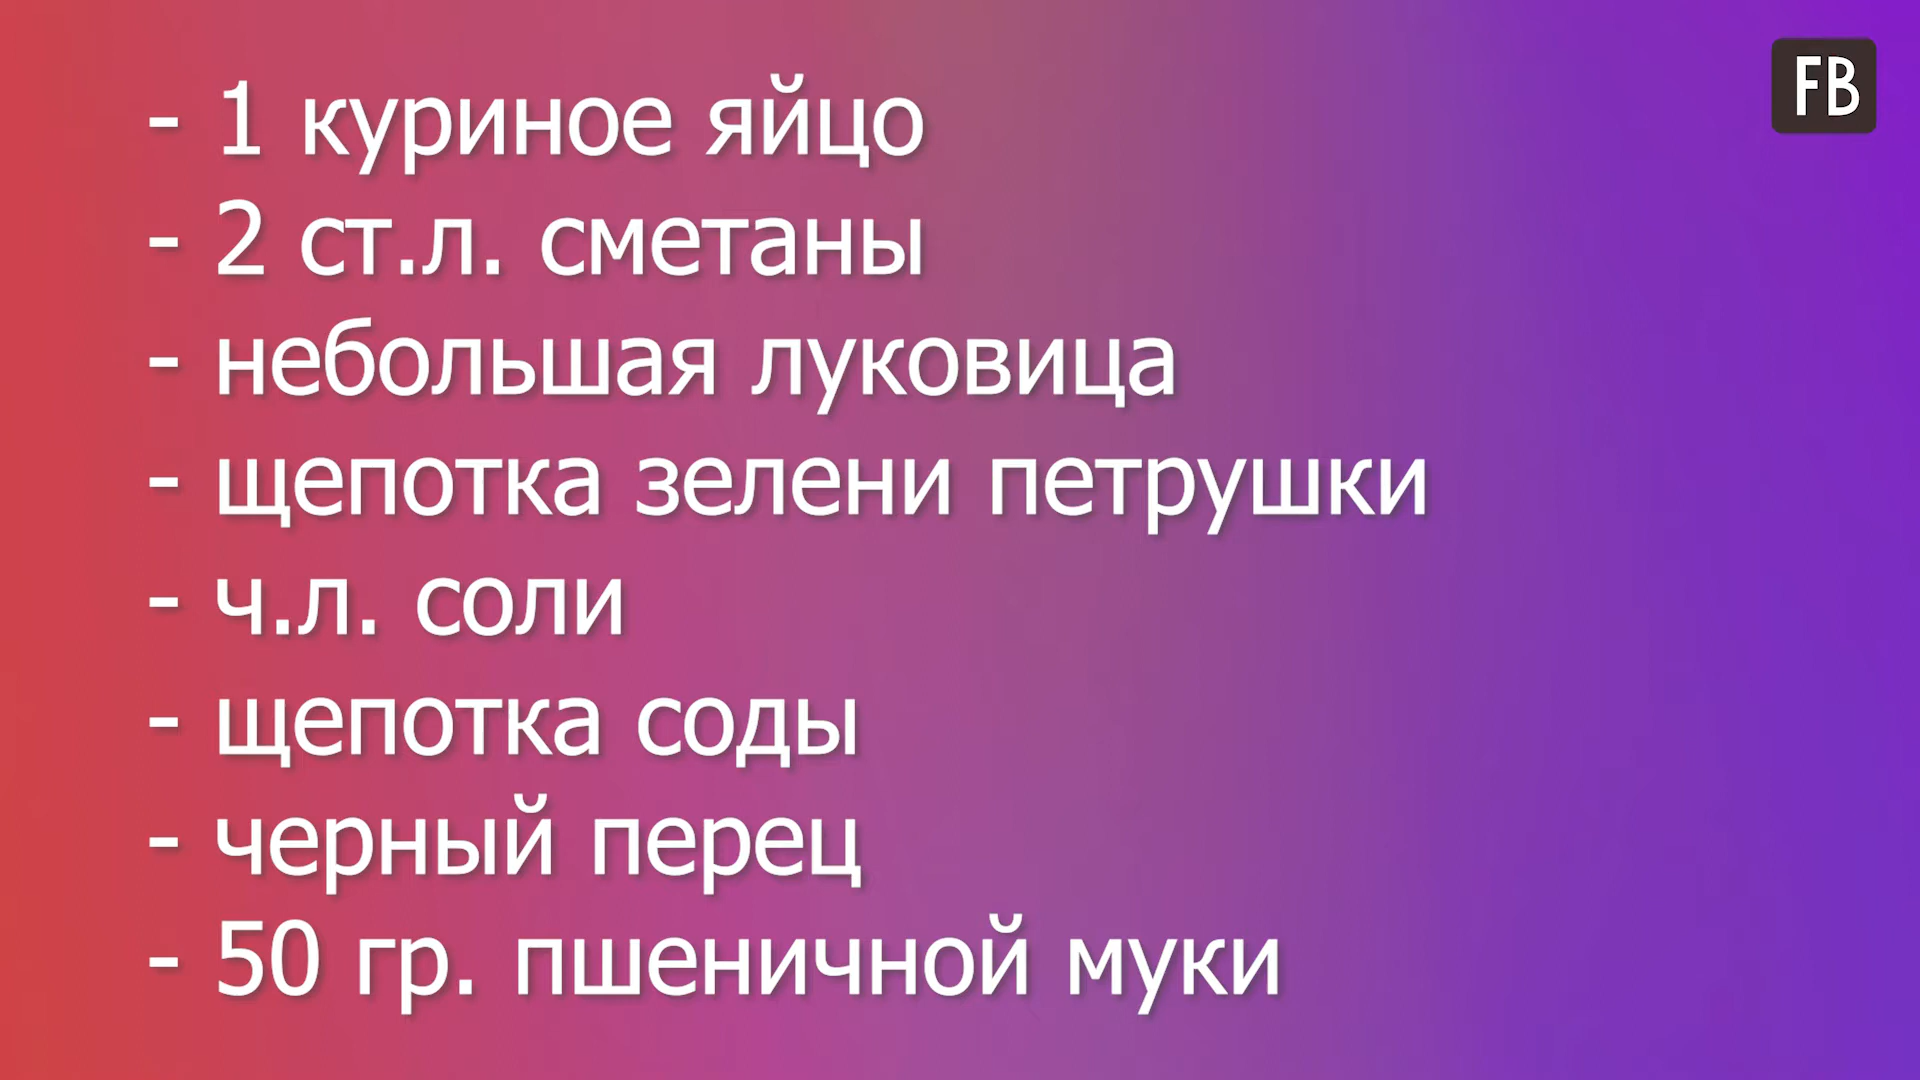 - 1 куриное яйцо
- 2 ст.л. сметаны
- небольшая луковица
- щепотка зелени петрушки
- ч.л. соли
- щепотка соды
- черный перец
- 50 гр. пшеничной муки
FB